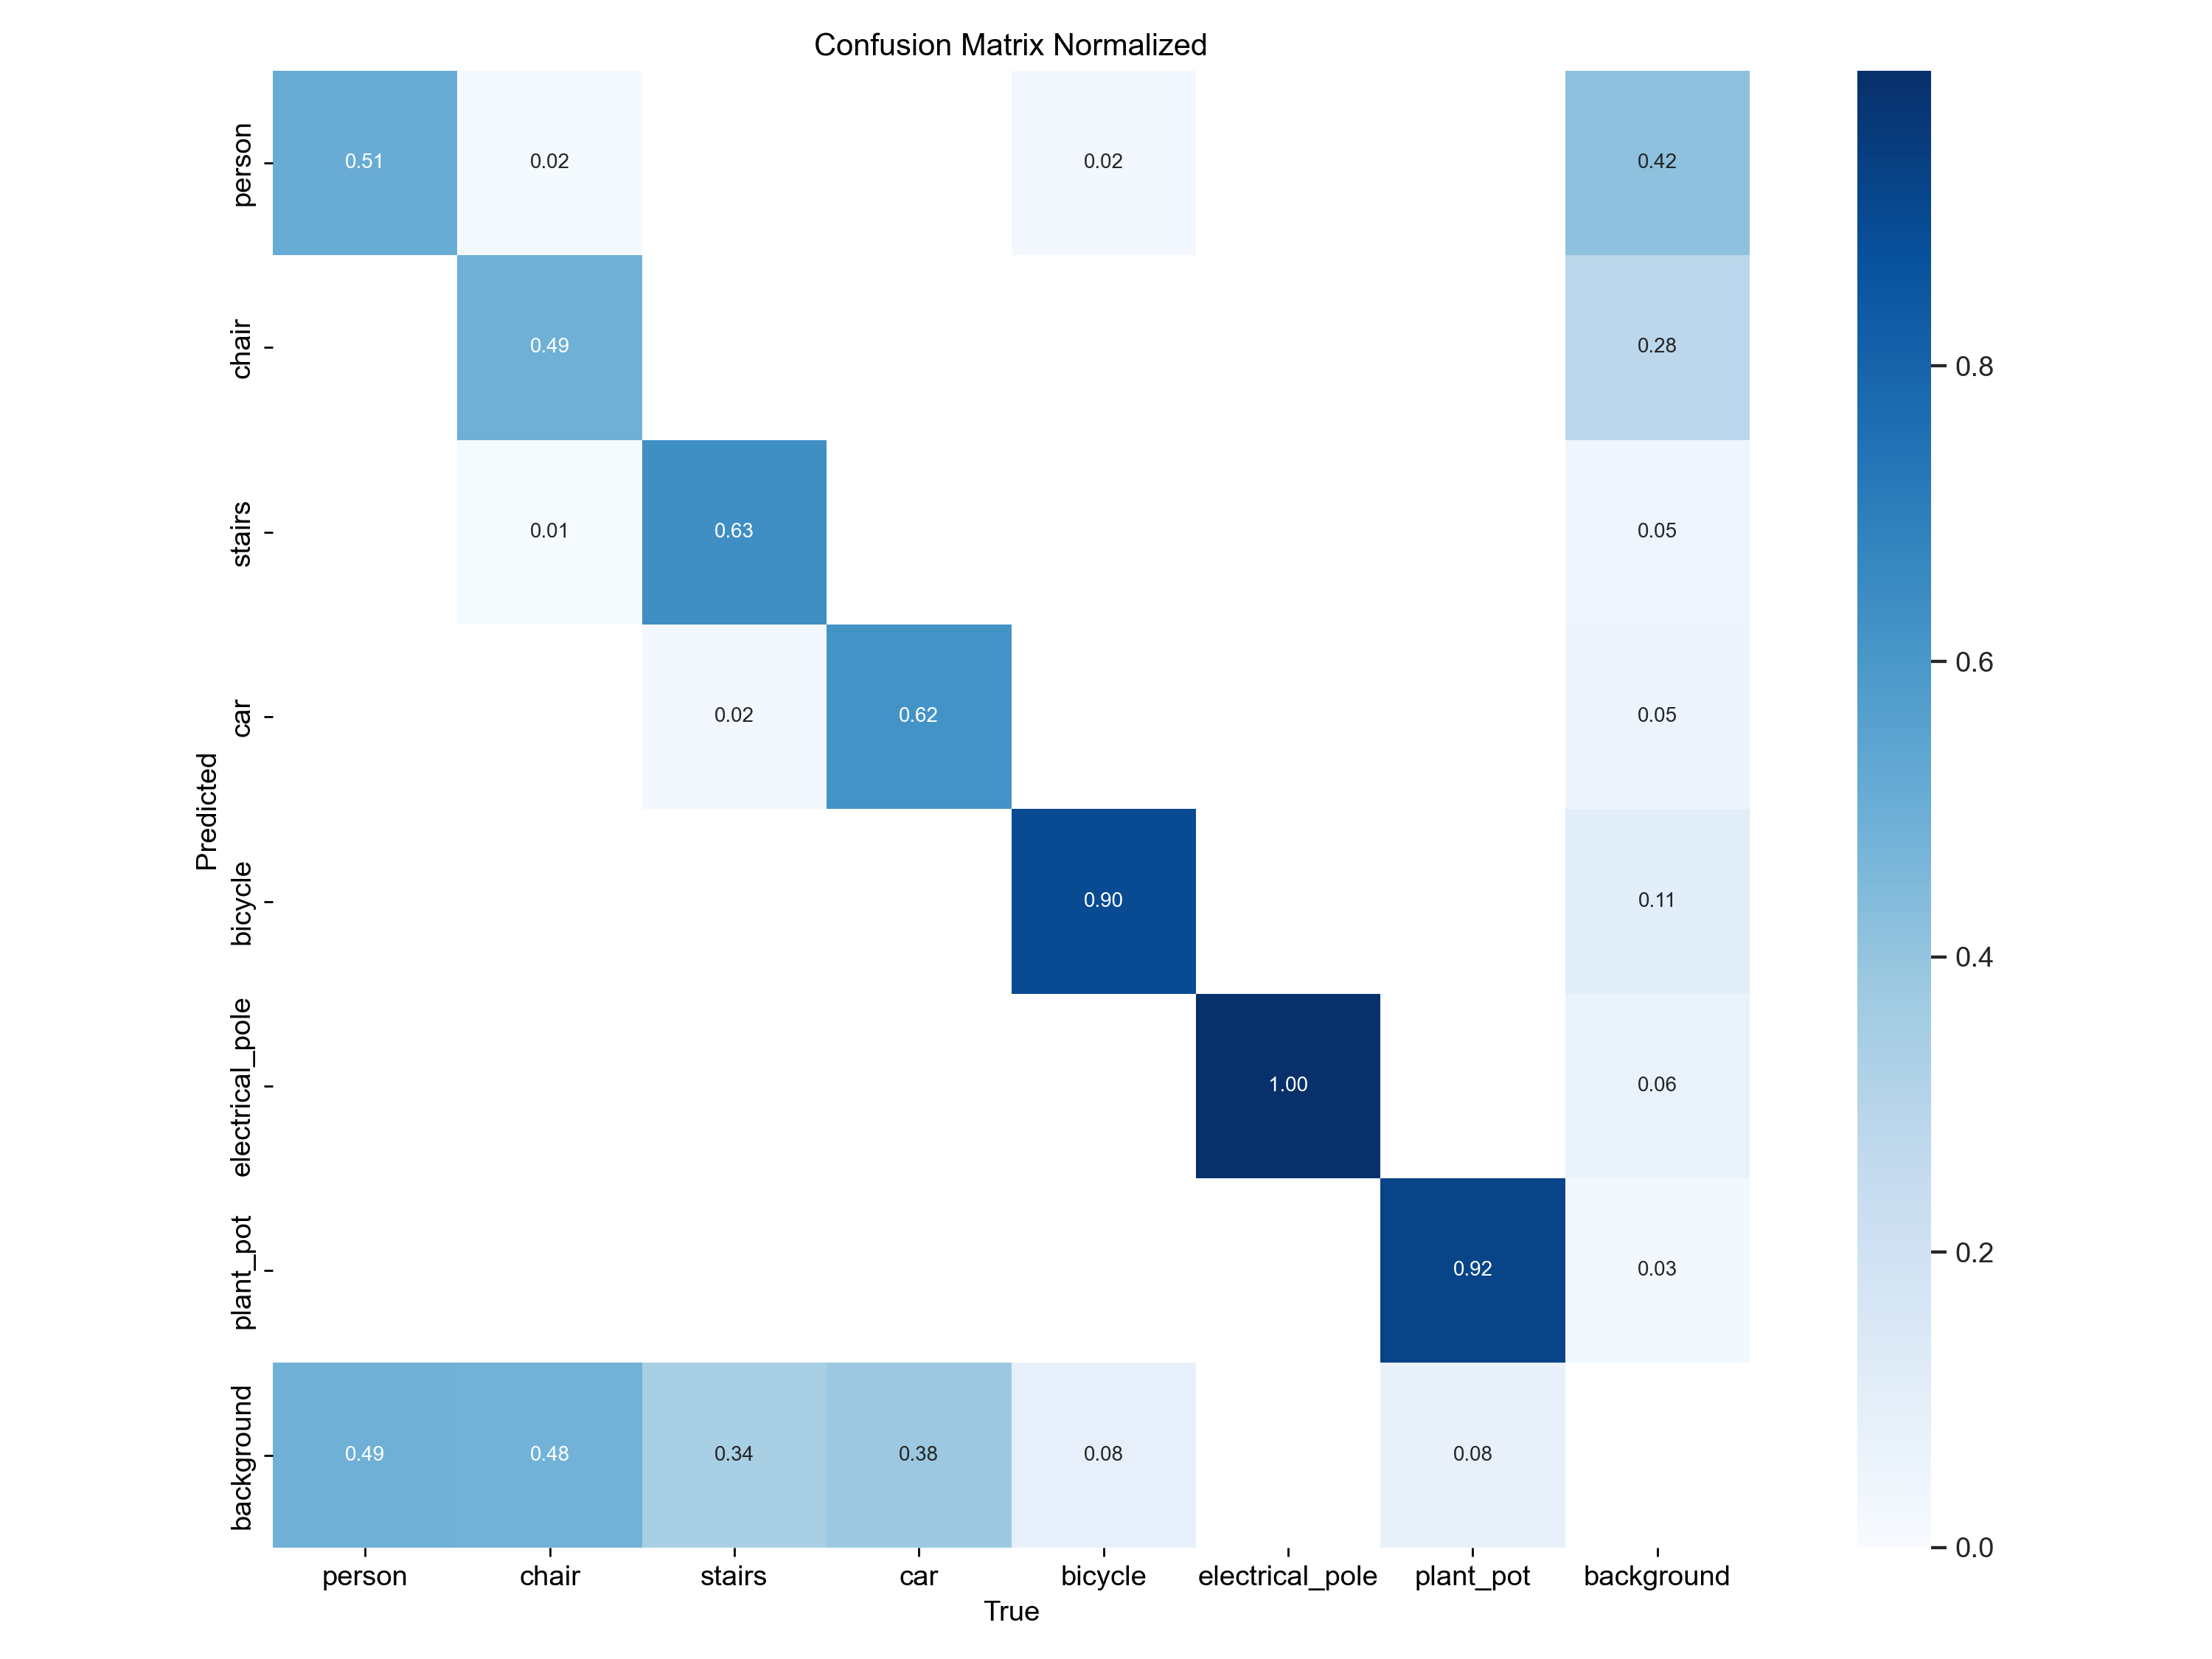 Confusion Matrix Normalized
person
0.51
0.02
0.02
0.42
chair
0.49
0.28
0.8
stairs
0.01
0.63
0.05
0.6
car
0.02
0.62
0.05
Predicted
bicycle
0.90
0.11
0.4
electrical_pole
1.00
0.06
plant_pot
0.92
0.03
0.2
background
0.49
0.48
0.34
0.38
0.08
0.08
0.0
person
chair
stairs
car
bicycle
electrical_pole
plant_pot
background
True